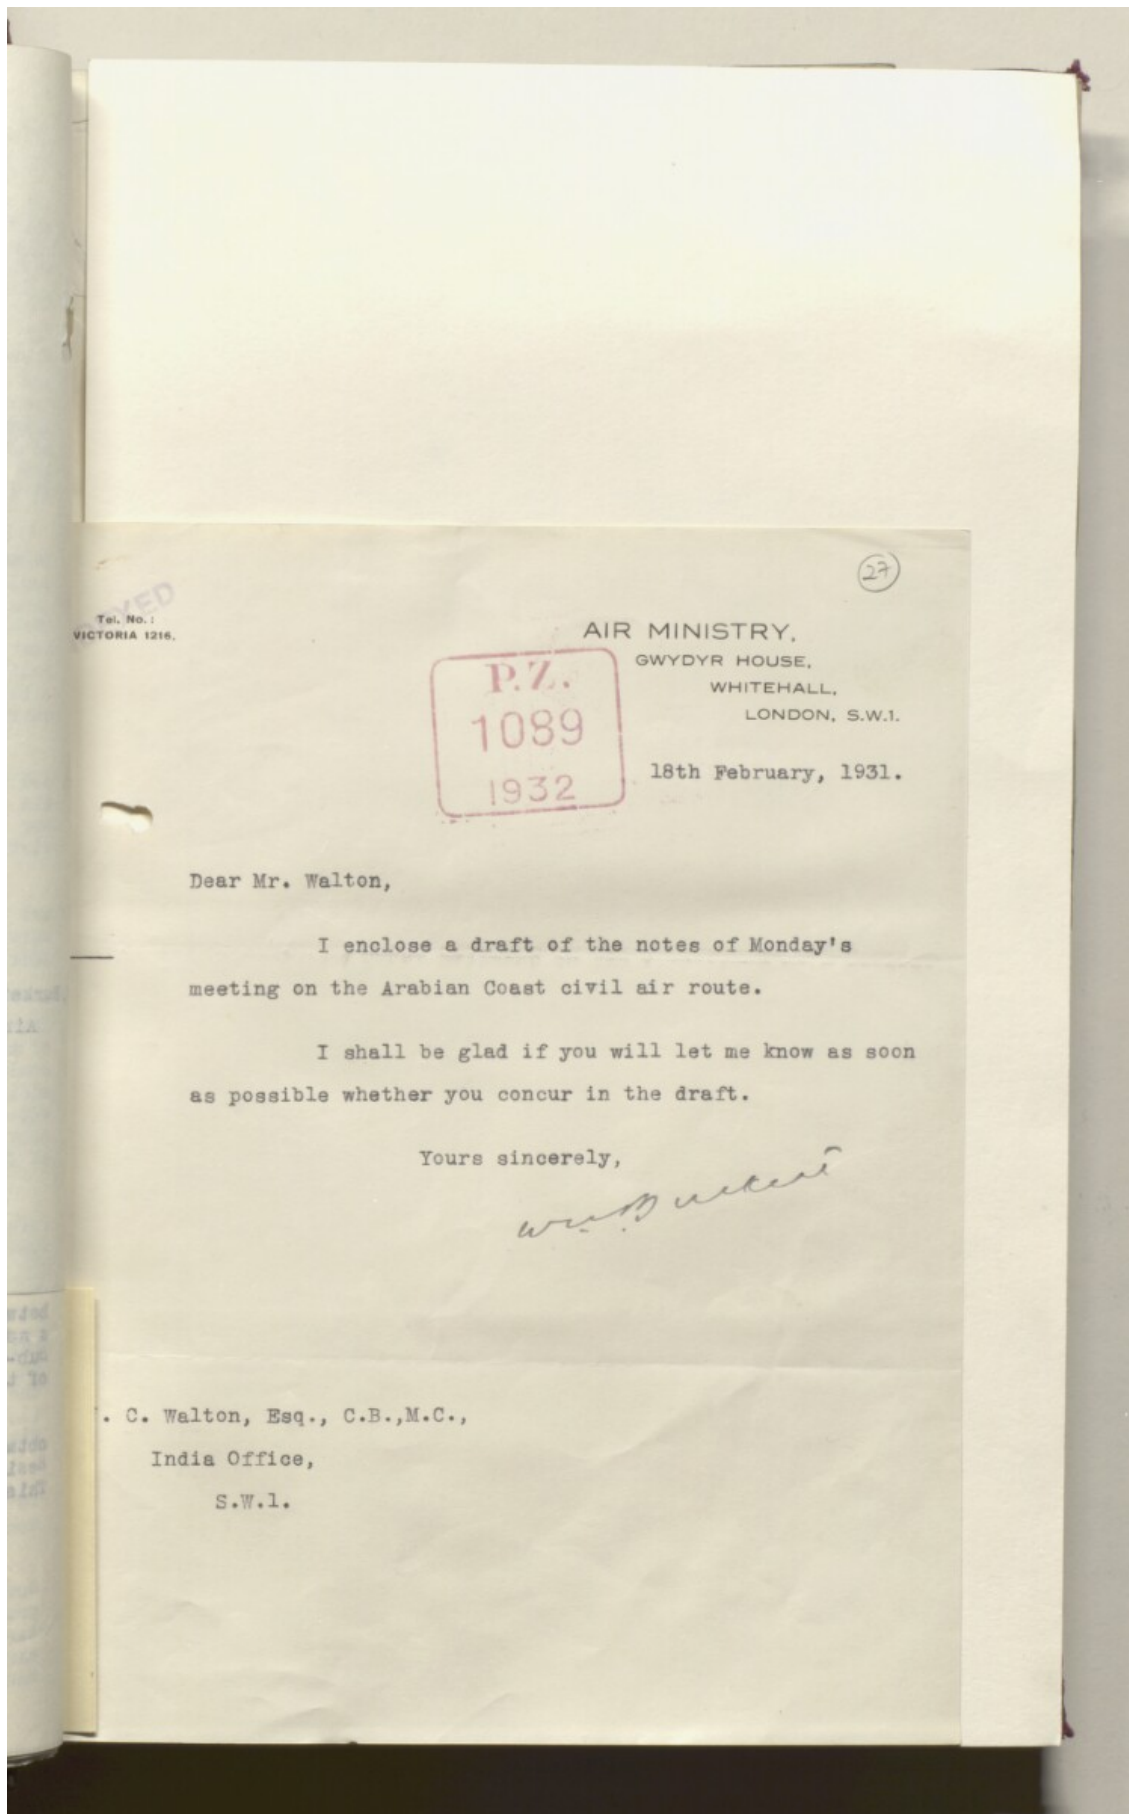 27
COPIED
Tel. No.:
VICTORIA 1216.
AIR MINISTRY,
GWYDYR HOUSE,
WHITEHALL,
LONDON, S.W.1.
P.Z.
1089
1932
18th February, 1931.
Dear Mr. Walton,
I enclose a draft of the notes of Monday's
meeting on the Arabian Coast civil air route.
I shall be glad if you will let me know as soon
as possible whether you concur in the draft.
Yours sincerely,
. C. Walton, Esq., C.B.,M.C.,
India Office,
S.W.1.